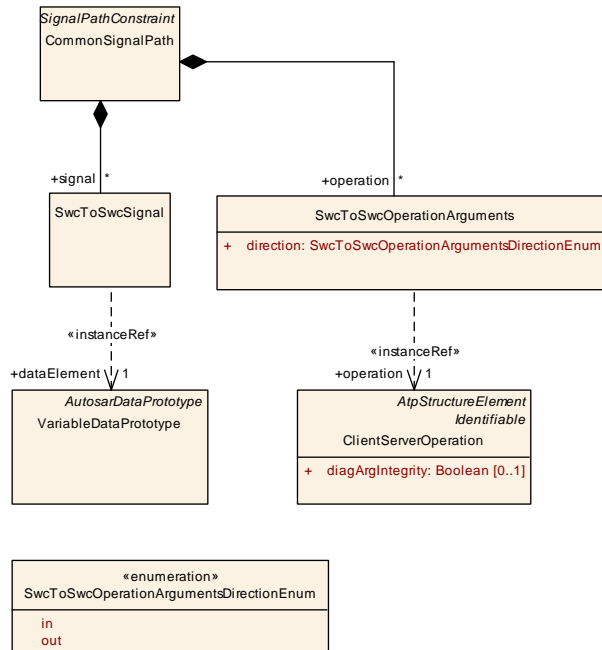 SignalPathConstraint
CommonSignalPath
+signal *
+operation *
SwcToSwcSignal
SwcToSwcOperationArguments
+ direction: SwcToSwcOperationArgumentsDirectionEnum
«instanceRef»
«instanceRef»
+dataElement 1
+operation 1
AutosarDataPrototype
VariableDataPrototype
AtpStructureElement
Identifiable
ClientServerOperation
+ diagArgIntegrity: Boolean [0..1]
«enumeration»
SwcToSwcOperationArgumentsDirectionEnum
in
out